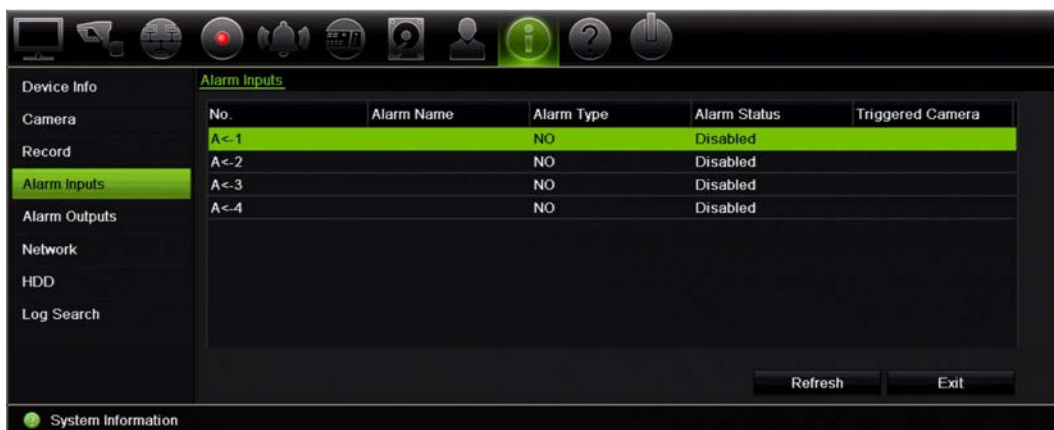 Device Info
Camera
Record
Alarm Inputs
Alarm Outputs
Network
HDD
Log Search
Alarm Inputs
No. Alarm Name Alarm Type Alarm Status Triggered Camera
A<-1 NO Disabled
A<-2 NO Disabled
A<-3 NO Disabled
A<-4 NO Disabled
Refresh Exit
? System Information